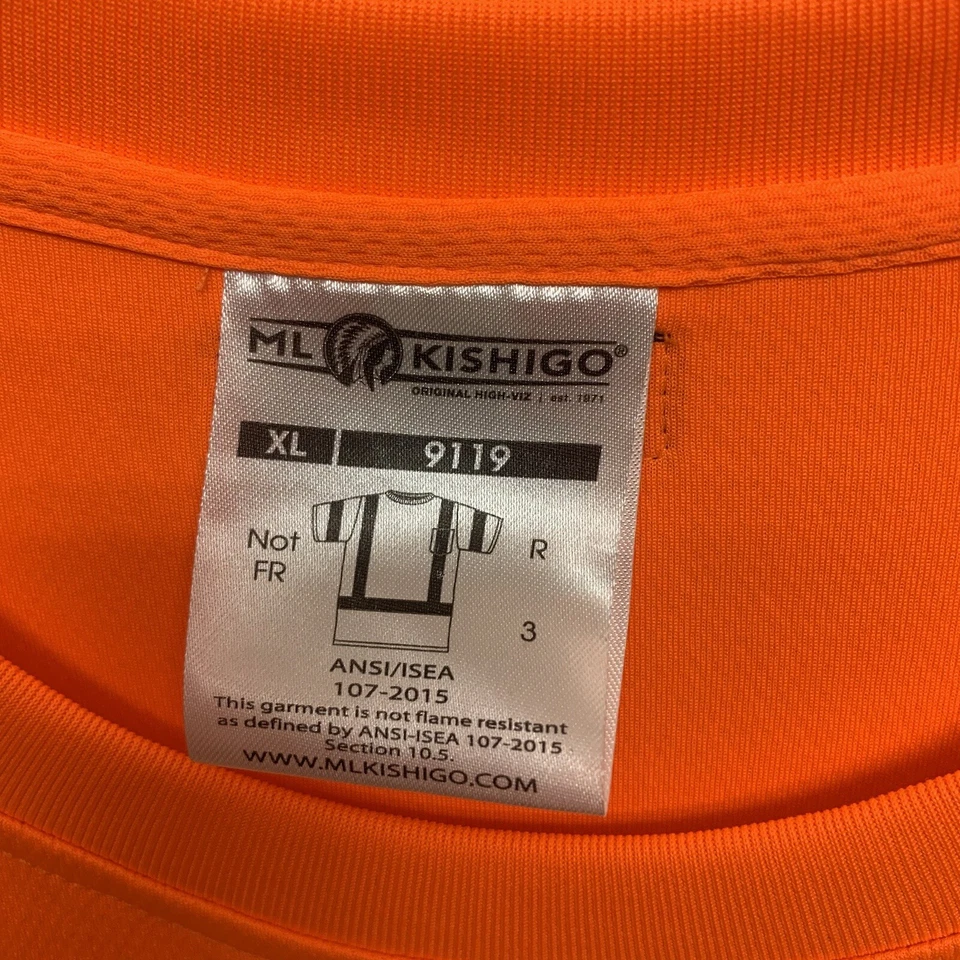 ML KISHIGO®
ORIGINAL HIGH-VIZ | est. 1971
XL 9119
Not FR
R
3
ANSI/ISEA
107-2015
This garment is not flame resistant
as defined by ANSI-ISEA 107-2015
Section 10.5.
WWW.MLKISHIGO.COM